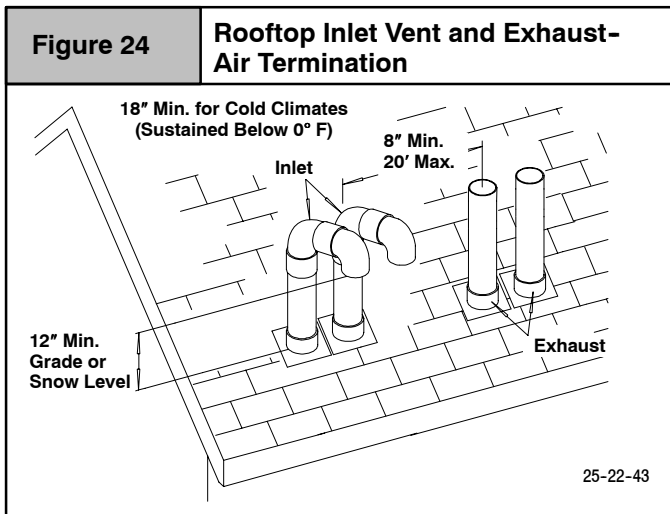 Figure 24
Rooftop Inlet Vent and Exhaust-
Air Termination
18″ Min. for Cold Climates
(Sustained Below 0° F)
8″ Min.
20′ Max.
Inlet
12″ Min.
Grade or
Snow Level
Exhaust
25-22-43